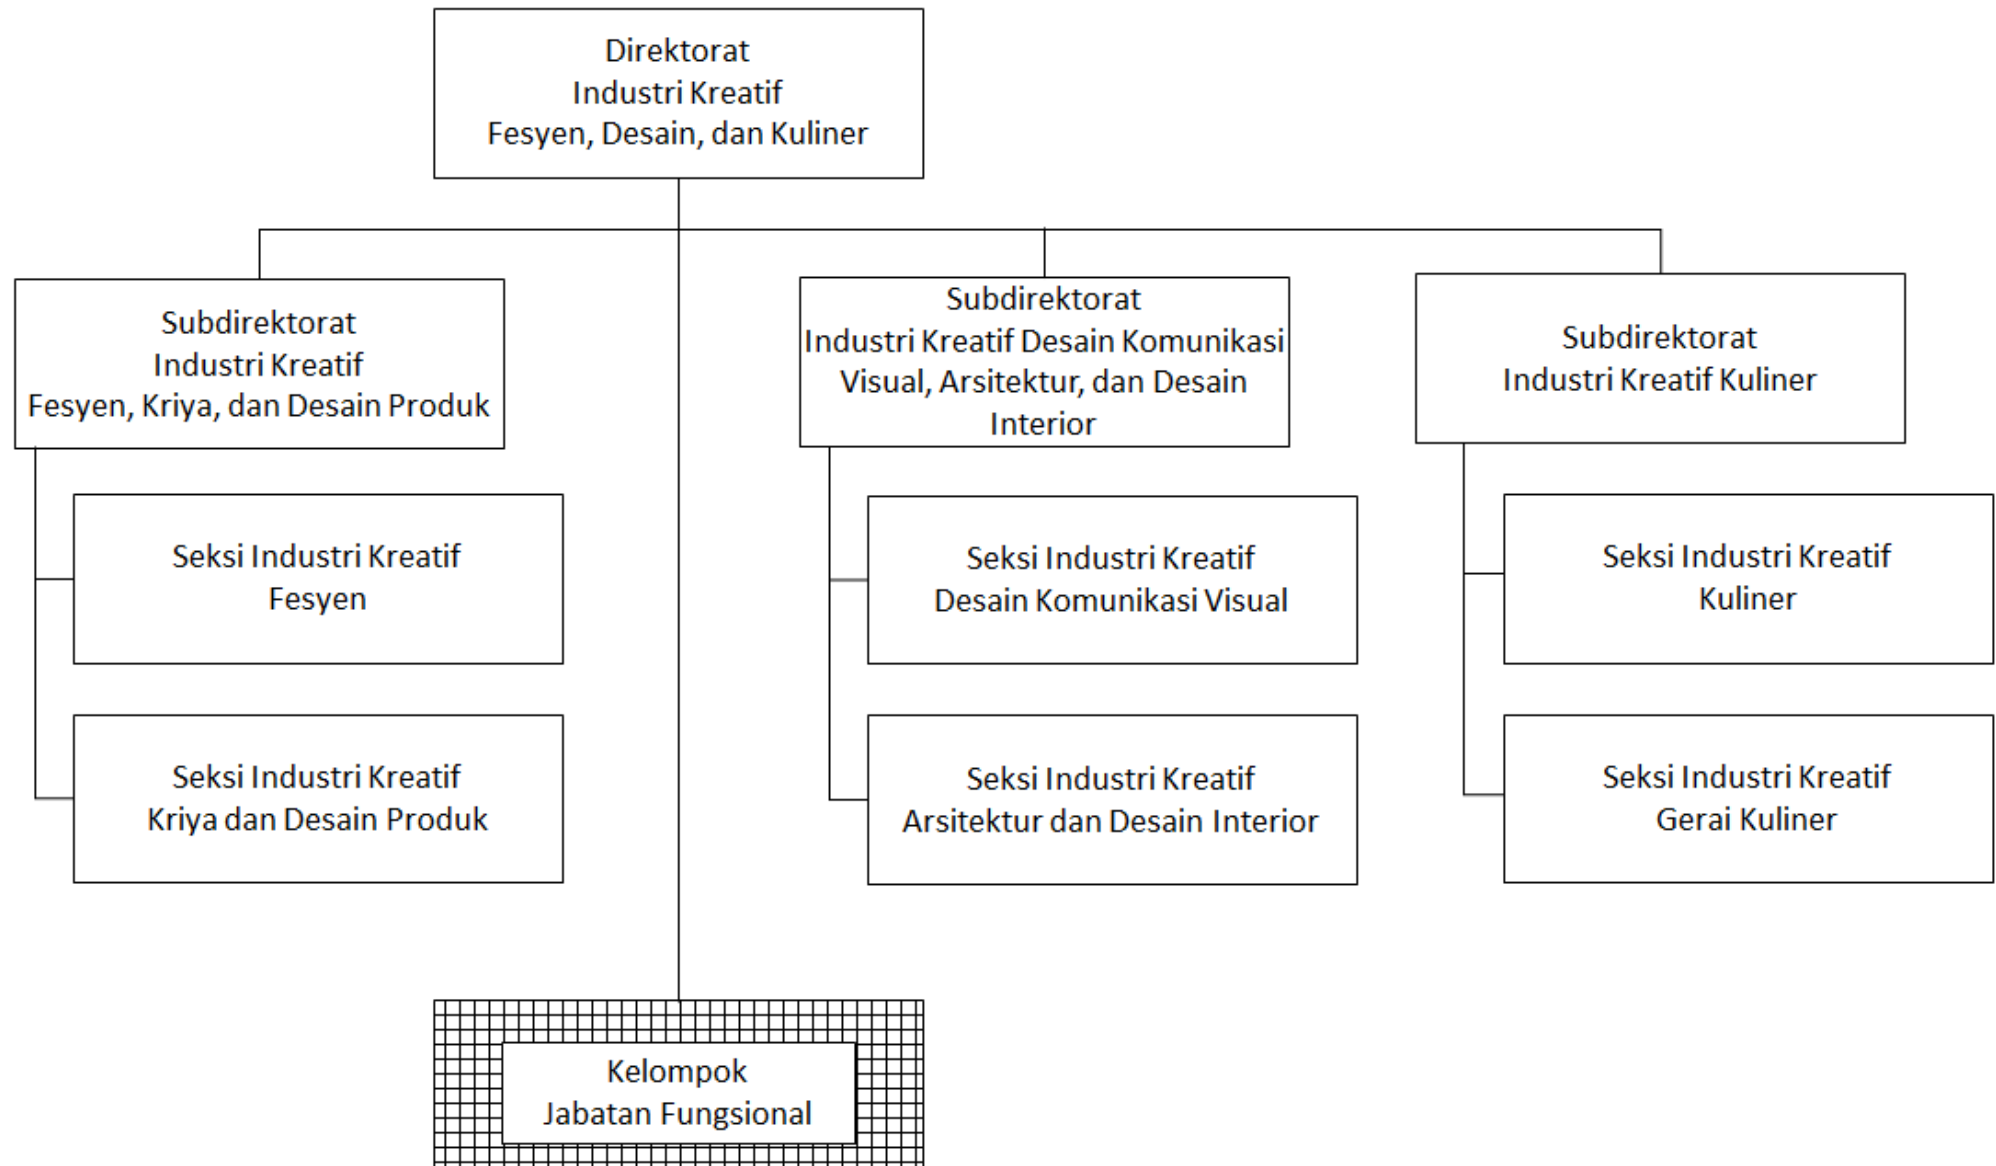 Direktorat
Industri Kreatif
Fesyen, Desain, dan Kuliner
Subdirektorat
Industri Kreatif
Fesyen, Kriya, dan Desain Produk
Subdirektorat
Industri Kreatif Desain Komunikasi
Visual, Arsitektur, dan Desain
Interior
Subdirektorat
Industri Kreatif Kuliner
Seksi Industri Kreatif
Fesyen
Seksi Industri Kreatif
Desain Komunikasi Visual
Seksi Industri Kreatif
Kuliner
Seksi Industri Kreatif
Kriya dan Desain Produk
Seksi Industri Kreatif
Arsitektur dan Desain Interior
Seksi Industri Kreatif
Gerai Kuliner
Kelompok
Jabatan Fungsional